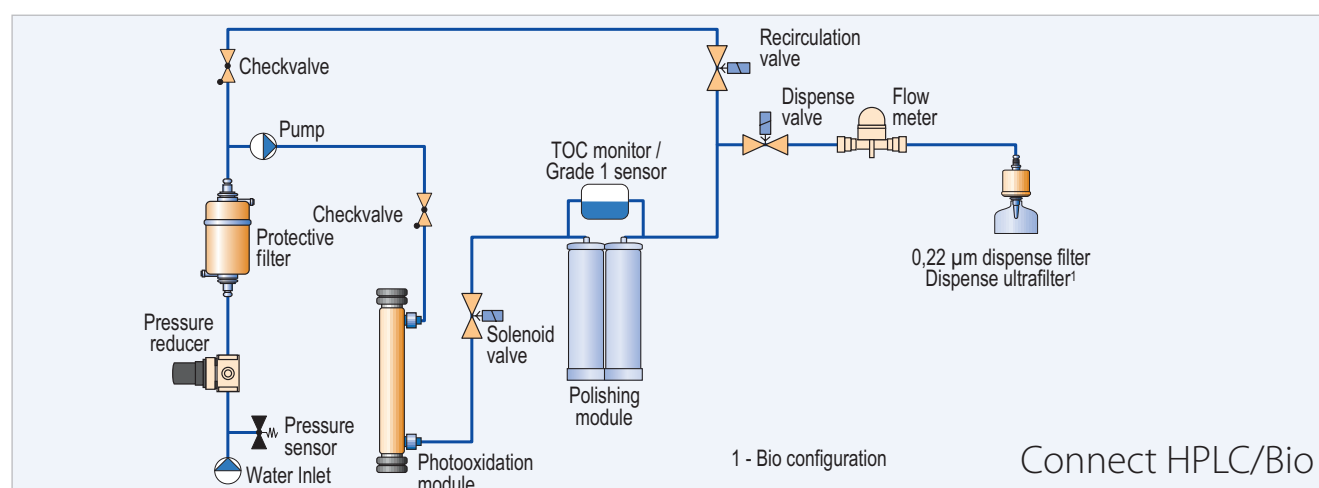 Recirculation
valve
Checkvalve
Dispense
valve
Flow
meter
Pump
TOC monitor /
Grade 1 sensor
Checkvalve
Protective
filter
0,22 µm dispense filter
Dispense ultrafilter¹
Pressure
reducer
Solenoid
valve
Polishing
module
Pressure
sensor
Water Inlet
Photooxidation
module
1 - Bio configuration
Connect HPLC/Bio